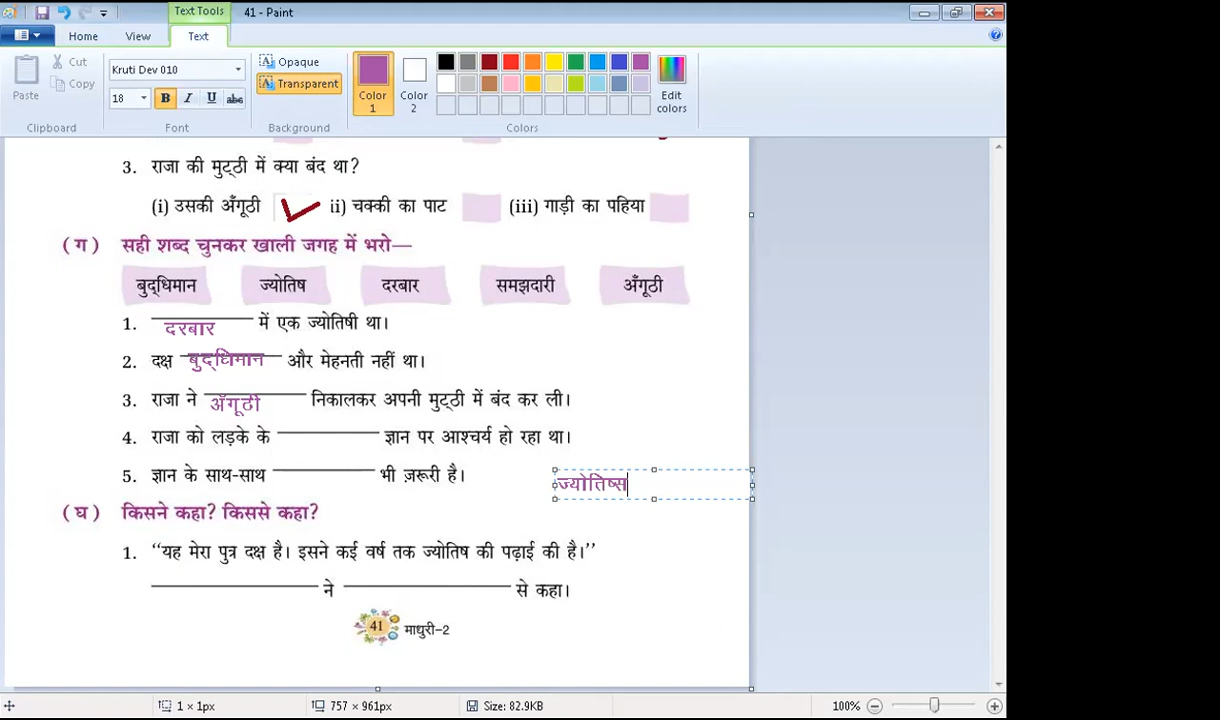 Text Tools
41 - Paint
Home View Text
Paste
Cut
Copy
Clipboard
Kruti Dev 010
18 B I U abc
Font
Opaque
Transparent
Background
Color 1
Color 2
Edit colors
Colors
3. राजा की मुट्ठी में क्या बंद था?
(i) उसकी अँगूठी ii) चक्की का पाट (iii) गाड़ी का पहिया
(ग) सही शब्द चुनकर खाली जगह में भरो—
बुद्धिमान ज्योतिष दरबार समझदारी अँगूठी
1. दरबार में एक ज्योतिषी था।
2. दक्ष बुद्धिमान और मेहनती नहीं था।
3. राजा ने अँगूठी निकालकर अपनी मुट्ठी में बंद कर ली।
4. राजा को लड़के के ज्ञान पर आश्चर्य हो रहा था।
5. ज्ञान के साथ-साथ भी ज़रूरी है।
ज्योतिष्स
(घ) किसने कहा? किससे कहा?
1. “यह मेरा पुत्र दक्ष है। इसने कई वर्ष तक ज्योतिष की पढ़ाई की है।”
ने से कहा।
41 माधुरी-2
1 × 1px 757 × 961px Size: 82.9KB 100%